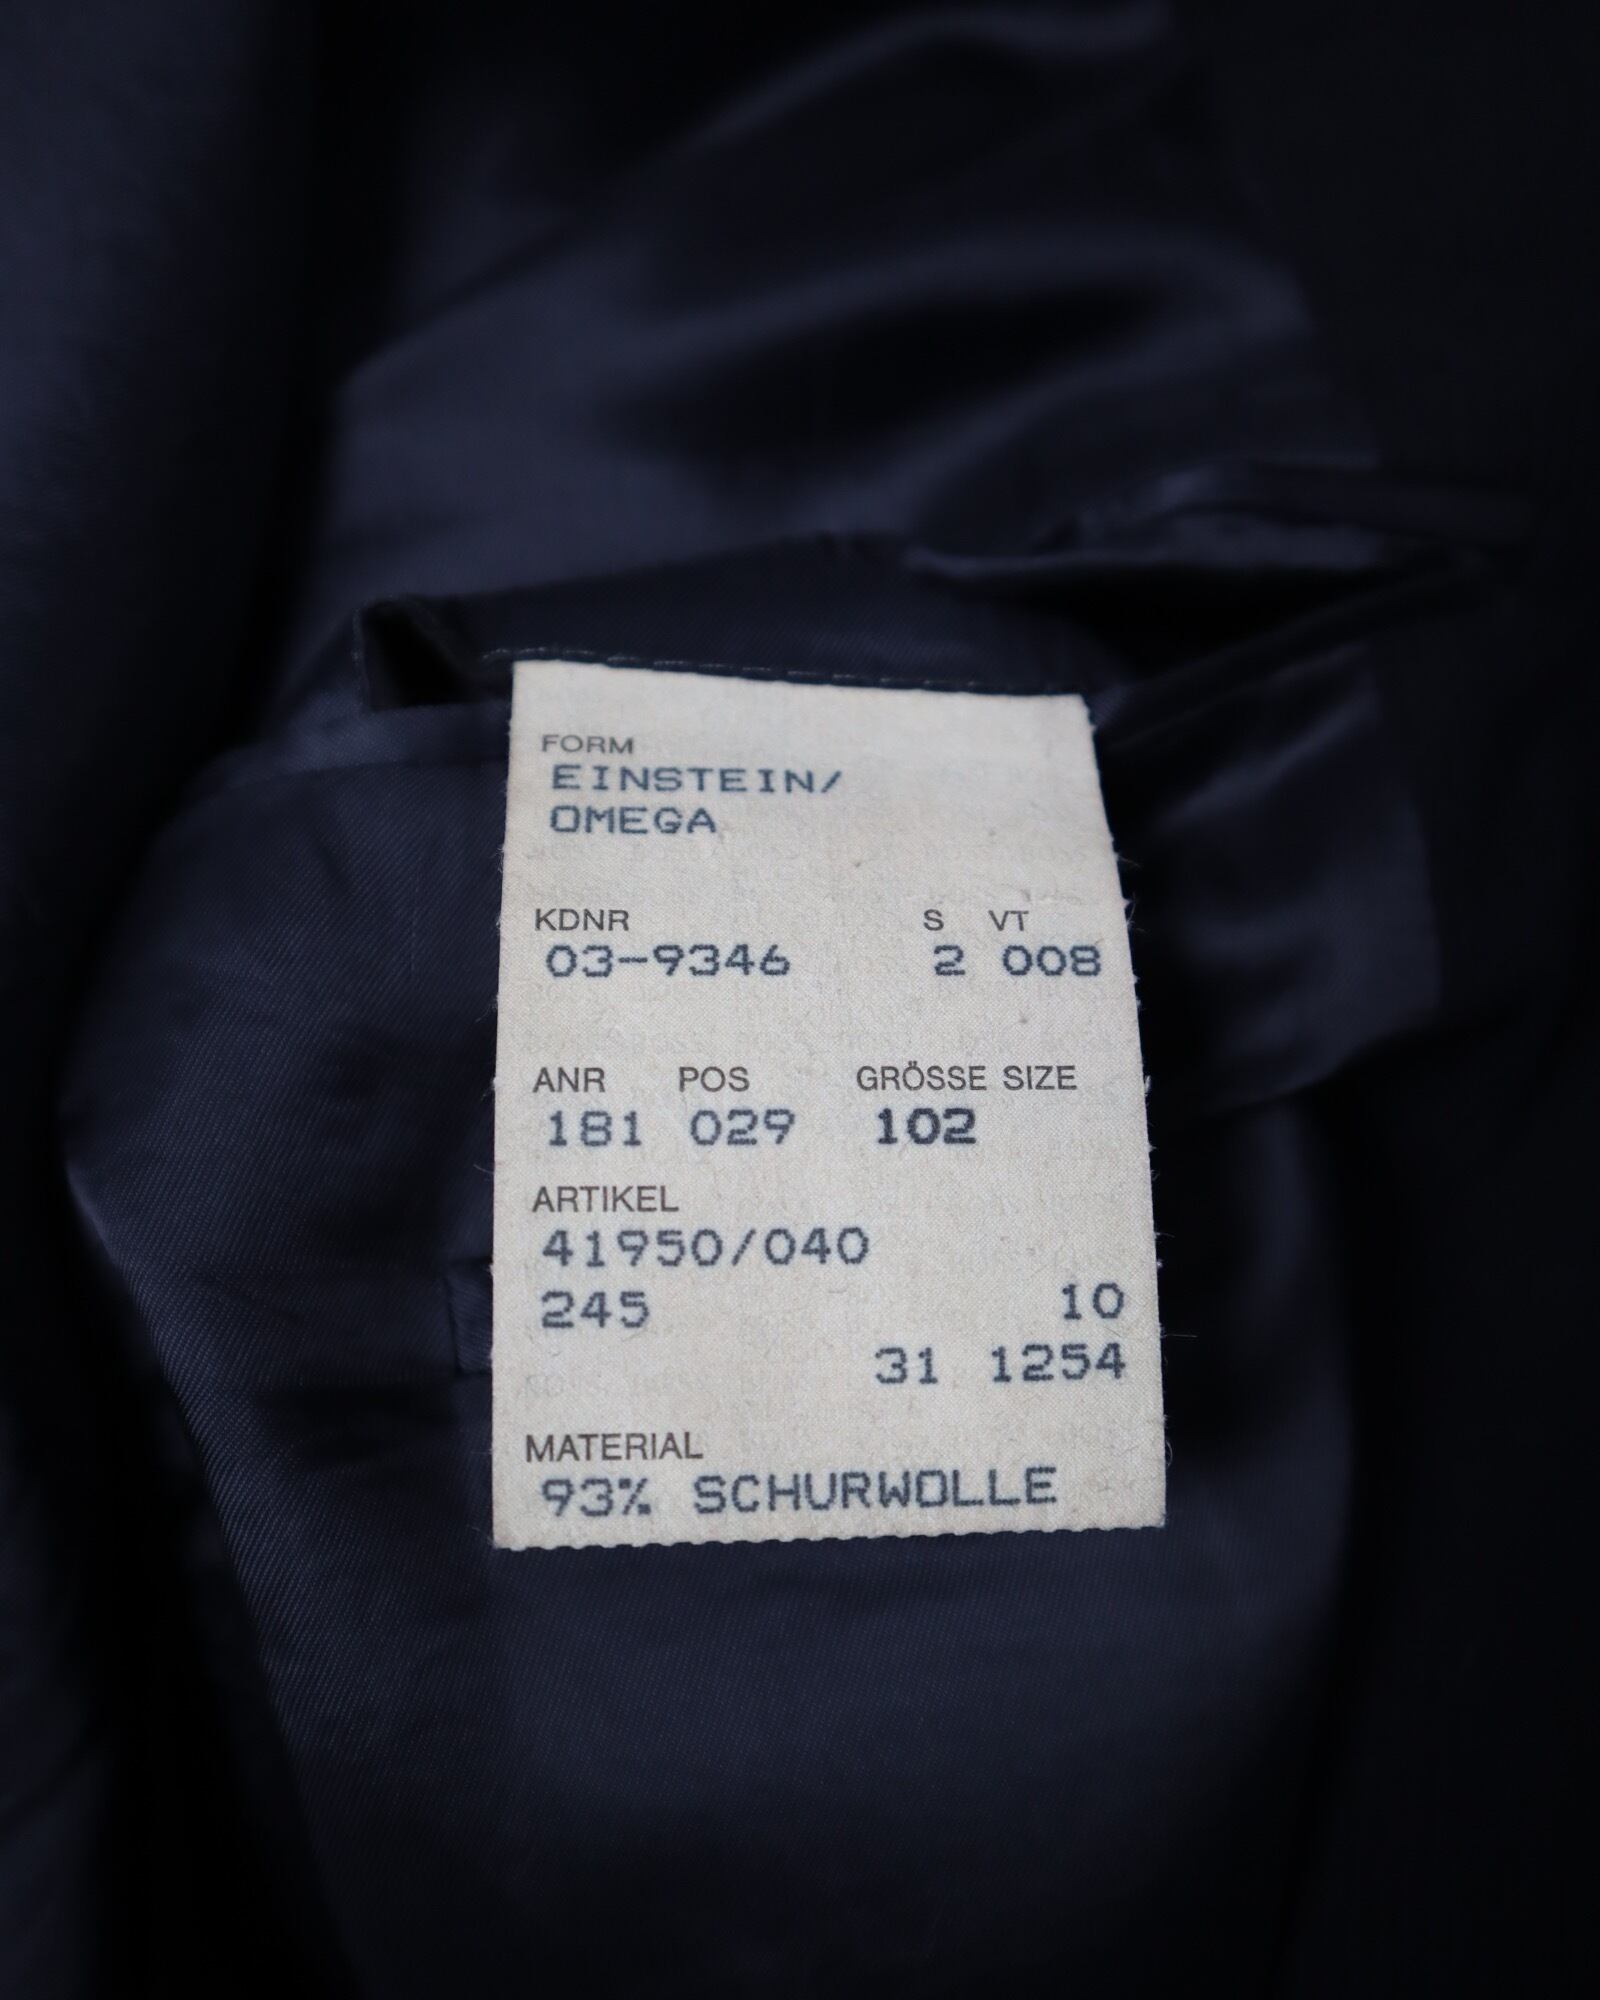 FORM
EINSTEIN/
OMEGA
KDNR S VT
03-9346 2 008
ANR POS GRÖSSE SIZE
181 029 102
ARTIKEL
41950/040
245 10
31 1254
MATERIAL
93% SCHURWOLLE